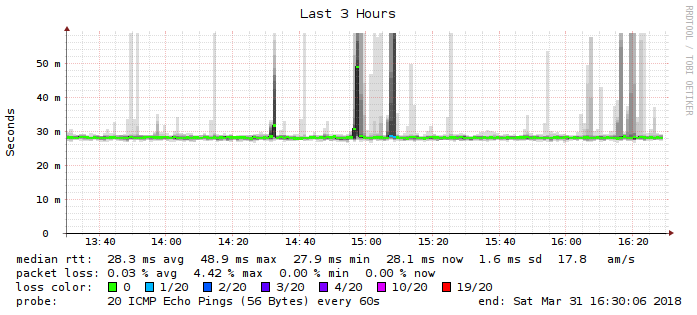 Last 3 Hours
RRDTOOL / TOBI OETIKER
Seconds
50 m
40 m
30 m
20 m
10 m
0
13:40 14:00 14:20 14:40 15:00 15:20 15:40 16:00 16:20
median rtt: 28.3 ms avg 48.9 ms max 27.9 ms min 28.1 ms now 1.6 ms sd 17.8 am/s
packet loss: 0.03 % avg 4.42 % max 0.00 % min 0.00 % now
loss color: 0 1/20 2/20 3/20 4/20 10/20 19/20
probe: 20 ICMP Echo Pings (56 Bytes) every 60s end: Sat Mar 31 16:30:06 2018